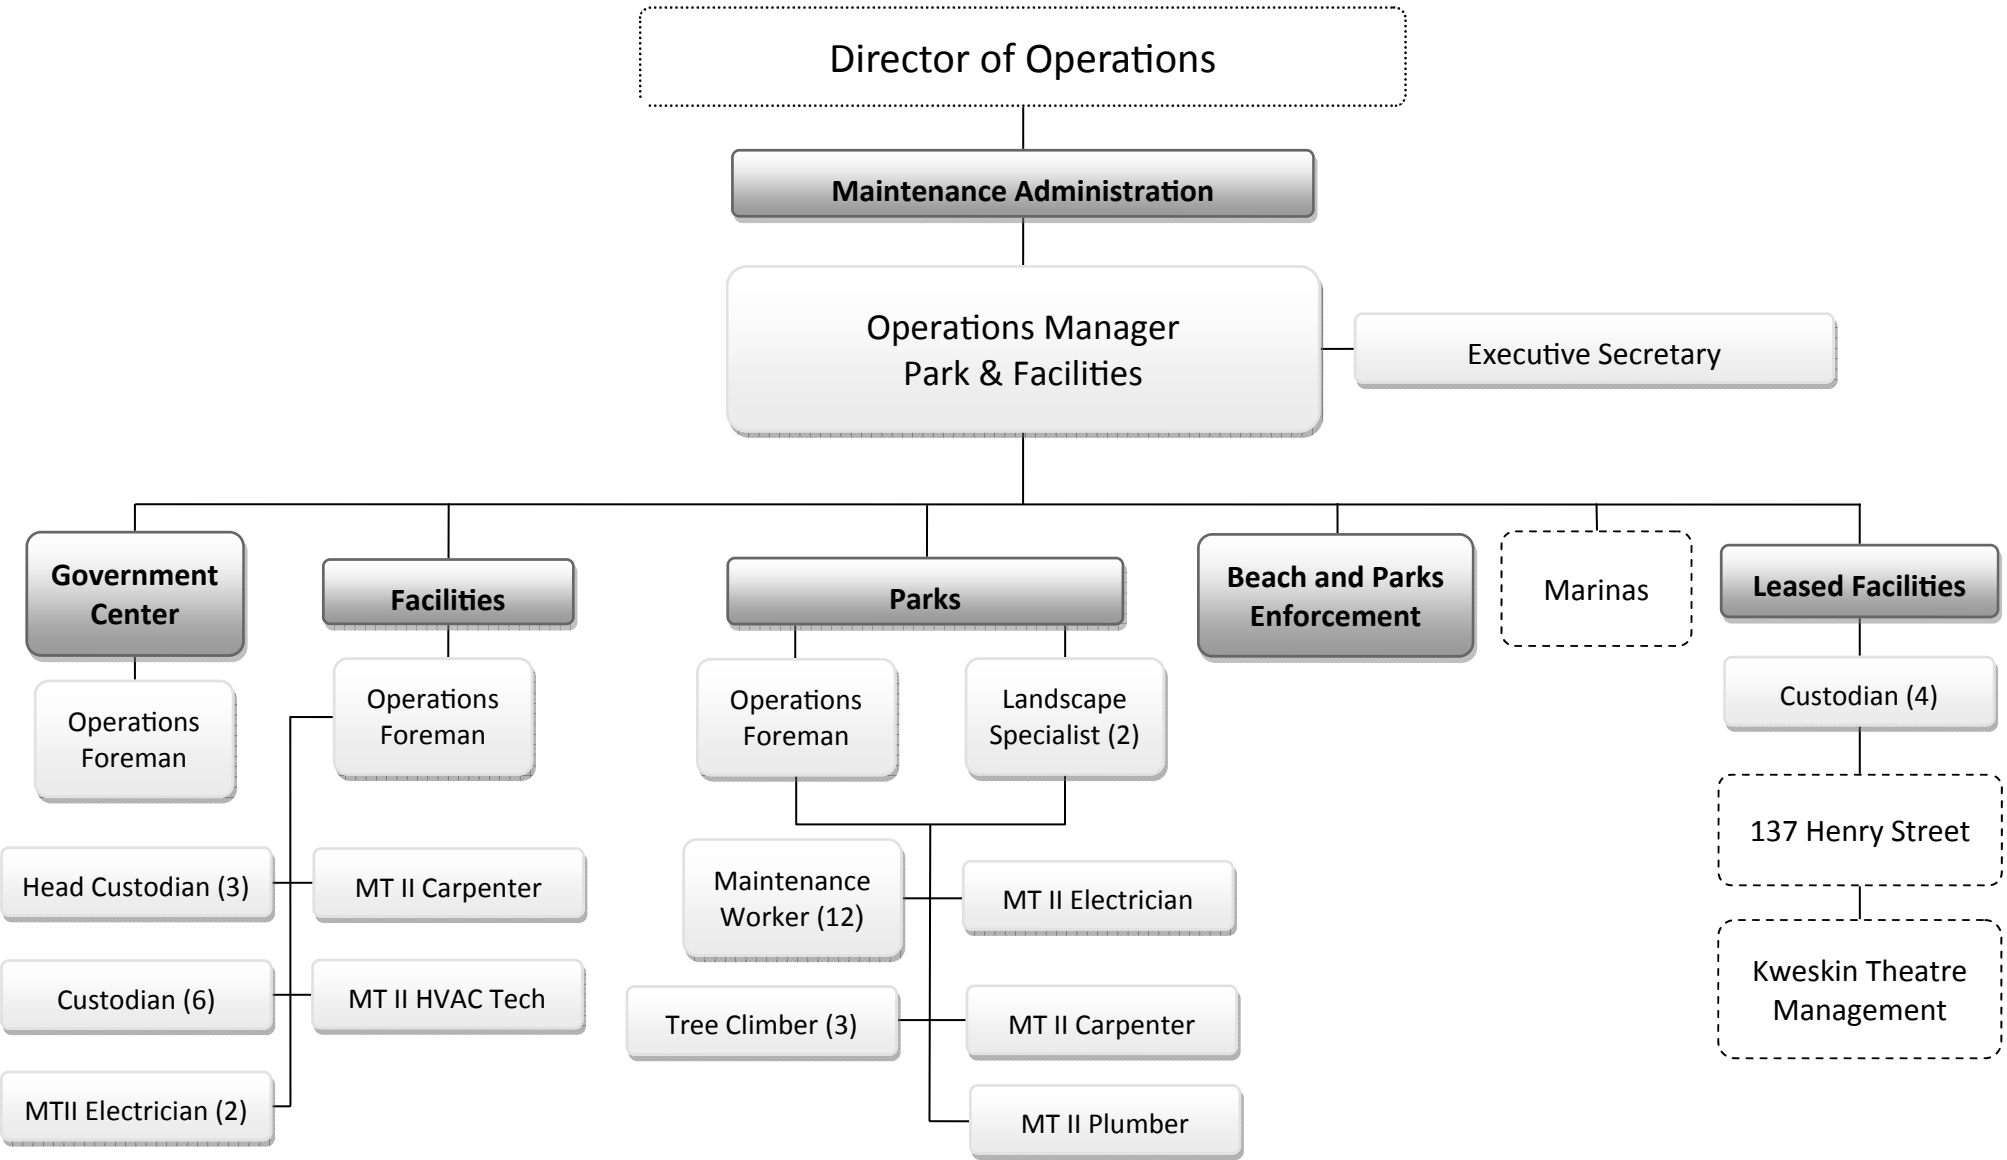 Director of Operations
Maintenance Administration
Operations Manager
Park & Facilities
Executive Secretary
Government
Center
Facilities
Parks
Beach and Parks
Enforcement
Marinas
Leased Facilities
Operations
Foreman
Operations
Foreman
Operations
Foreman
Landscape
Specialist (2)
Custodian (4)
137 Henry Street
Kweskin Theatre
Management
Head Custodian (3)
MT II Carpenter
Custodian (6)
MT II HVAC Tech
MTII Electrician (2)
Maintenance
Worker (12)
MT II Electrician
Tree Climber (3)
MT II Carpenter
MT II Plumber